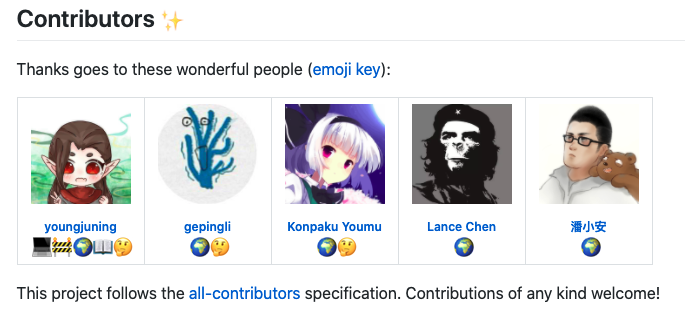 Contributors ✨
Thanks goes to these wonderful people (emoji key):
youngjuning
gepingli
Konpaku Youmu
Lance Chen
潘小安
💻🚧🌍📖🤔
🌍🤔
🌍🤔
🌍
🌍
This project follows the all-contributors specification. Contributions of any kind welcome!